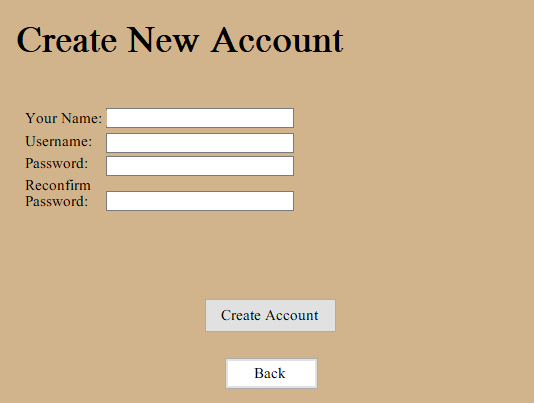 Create New Account
Your Name:
Username:
Password:
Reconfirm
Password:
Create Account
Back